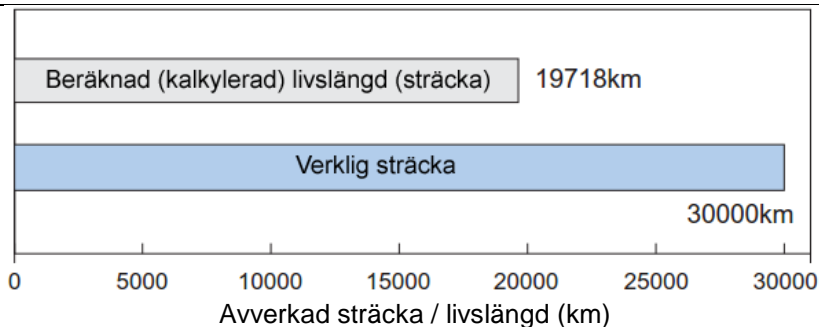 Beräknad (kalkylerad) livslängd (sträcka) 19718km
Verklig sträcka
30000km
0 5000 10000 15000 20000 25000 30000
Avverkad sträcka / livslängd (km)